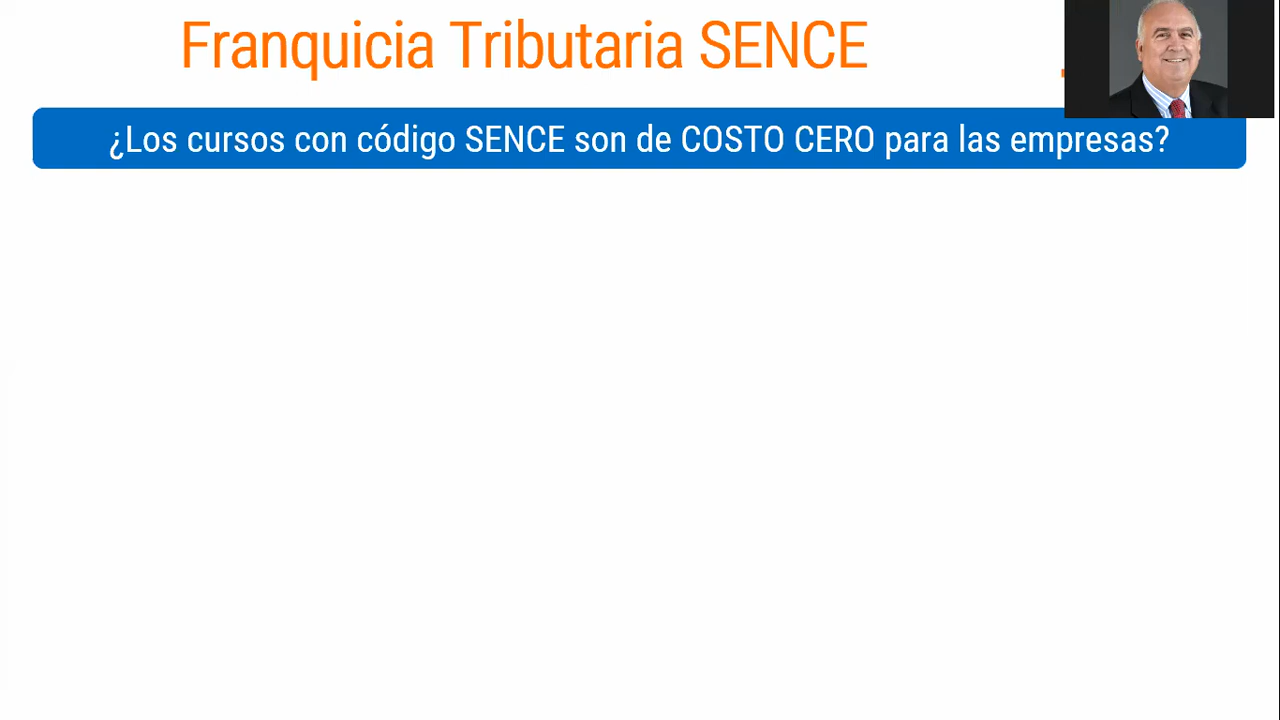 Franquicia Tributaria SENCE
¿Los cursos con código SENCE son de COSTO CERO para las empresas?